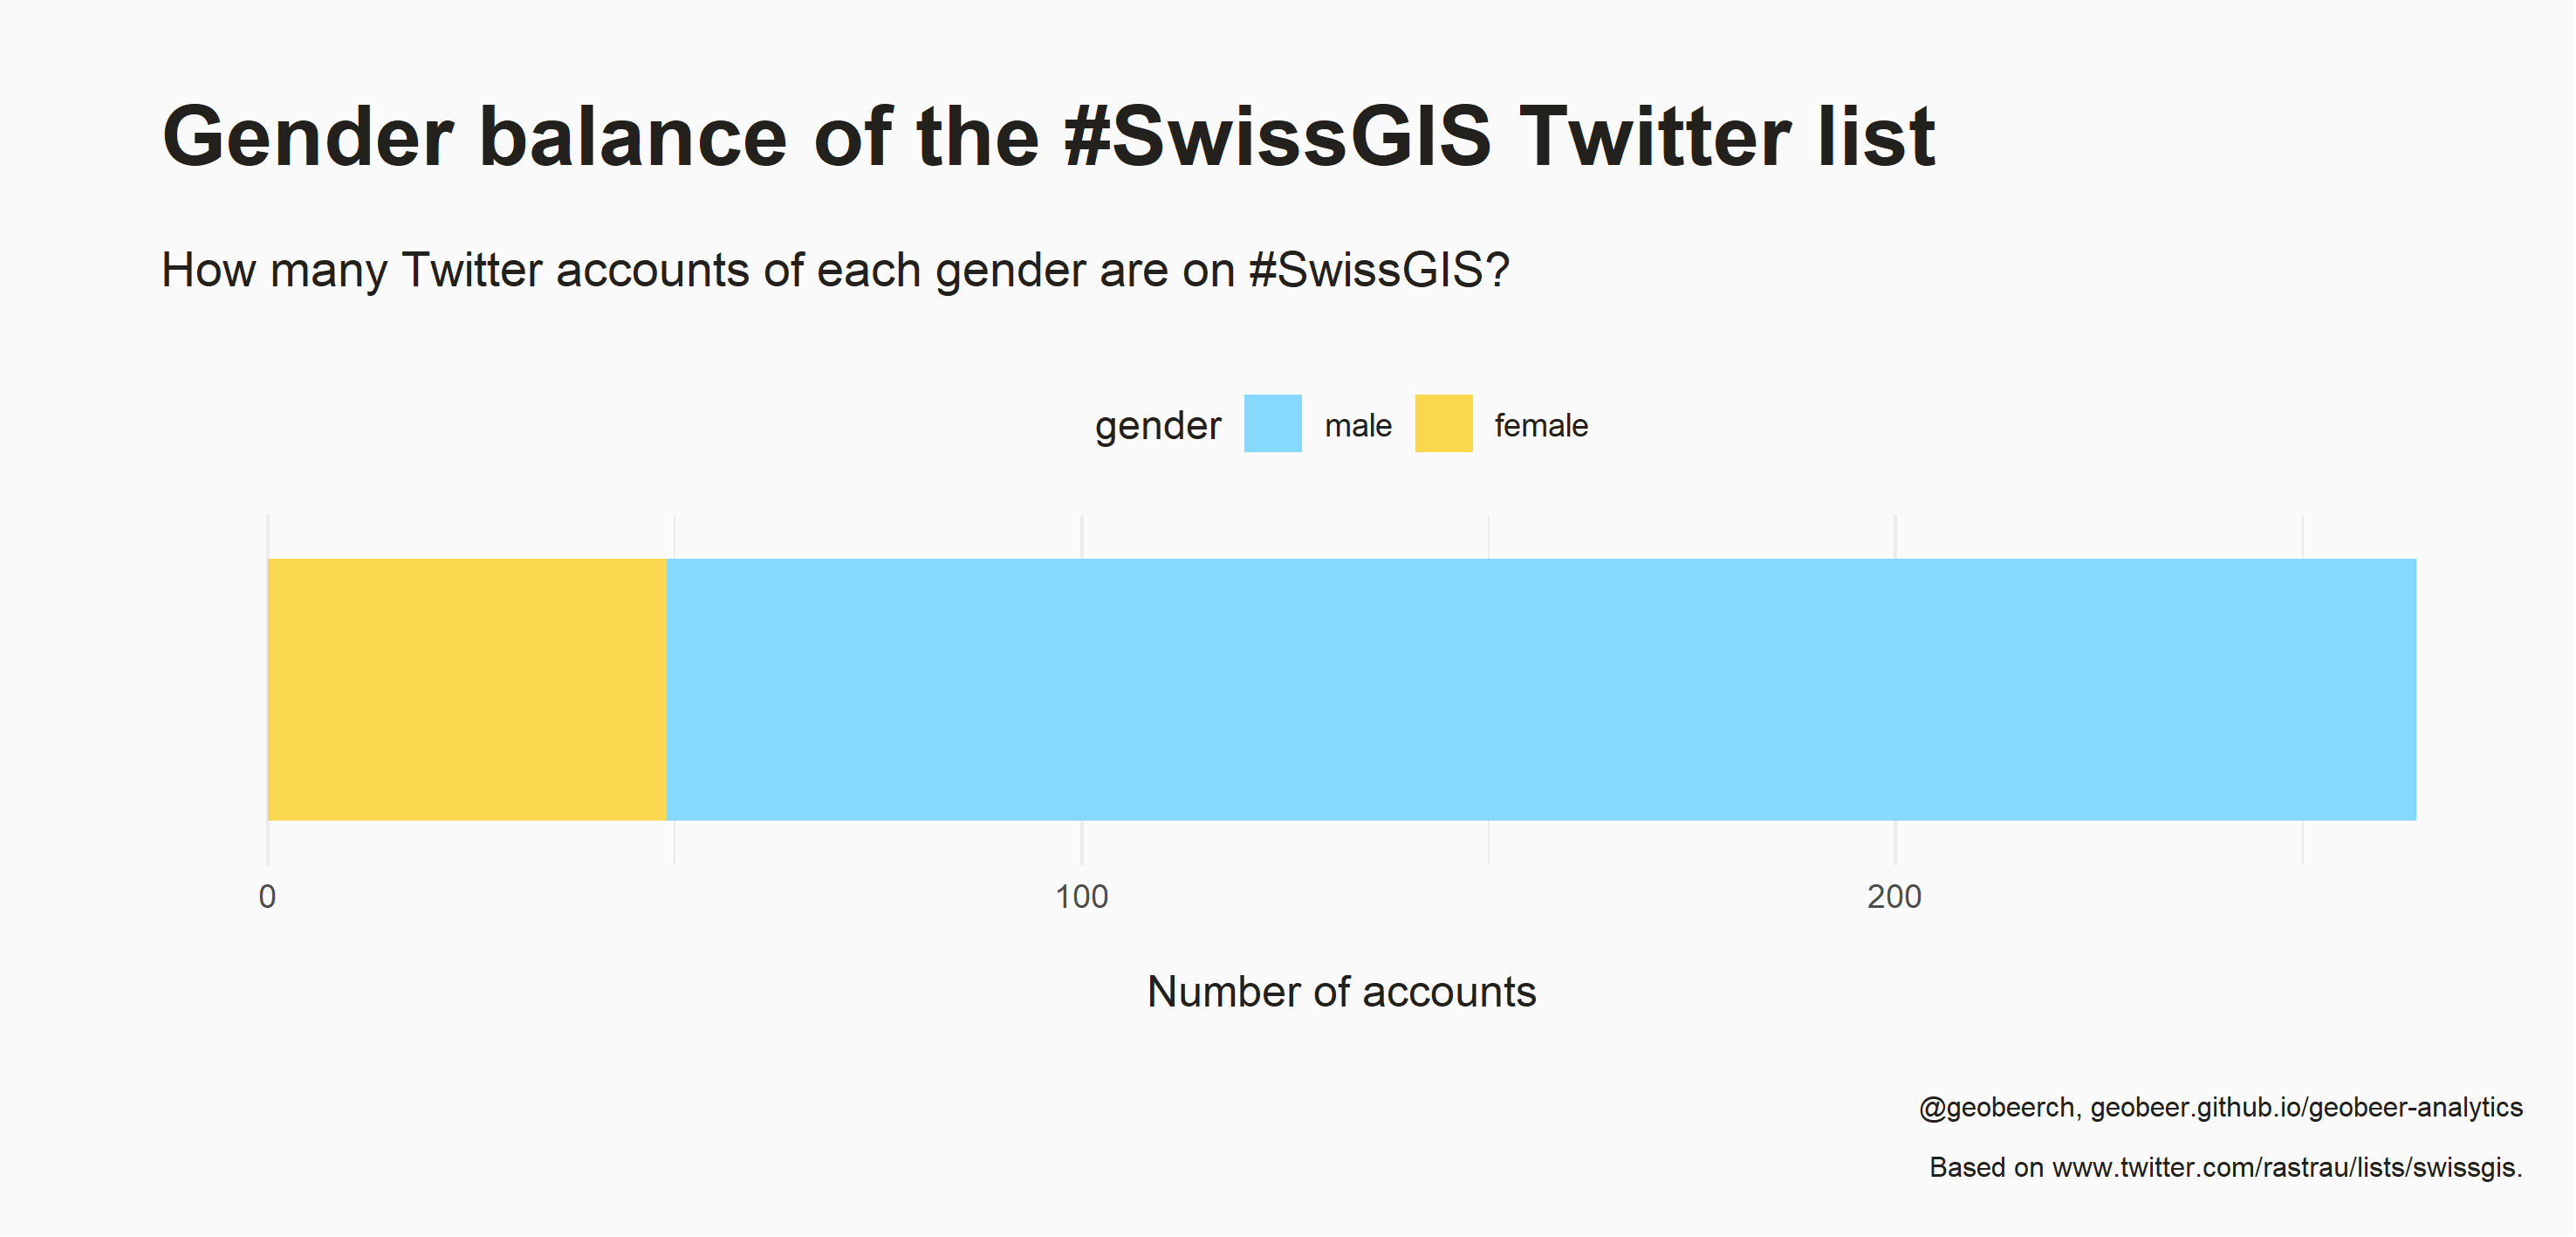 Gender balance of the #SwissGIS Twitter list
How many Twitter accounts of each gender are on #SwissGIS?
gender male female
0 100 200
Number of accounts
@geobeerch, geobeer.github.io/geobeer-analytics
Based on www.twitter.com/rastrau/lists/swissgis.